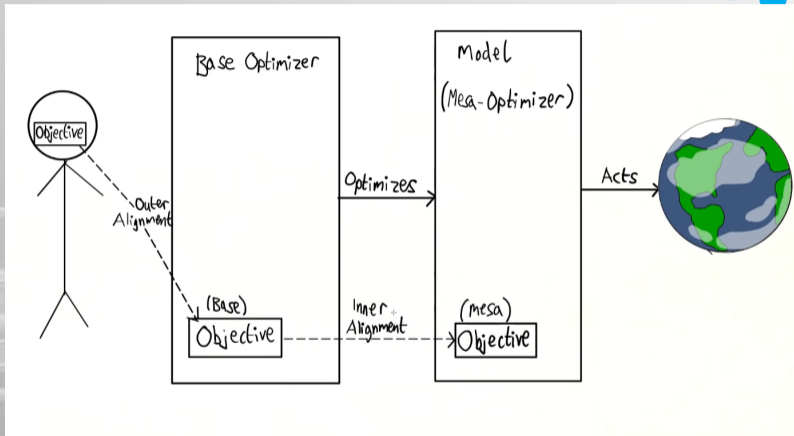 Objective
Outer
Alignment
Base Optimizer
(Base)
Objective
Optimizes
Inner
Alignment
Model
(Mesa-Optimizer)
(mesa)
Objective
Acts